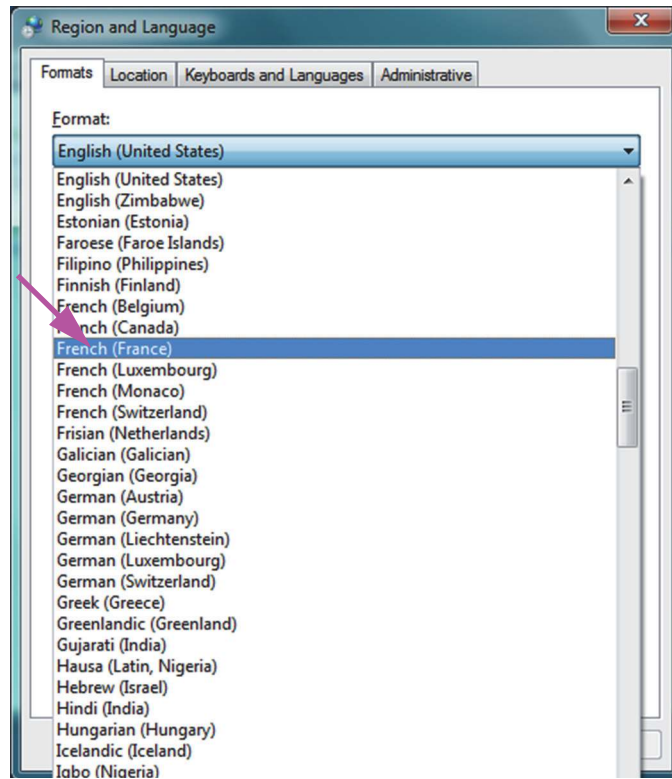 Region and Language
Formats Location Keyboards and Languages Administrative
Format:
English (United States)
English (United States)
English (Zimbabwe)
Estonian (Estonia)
Faroese (Faroe Islands)
Filipino (Philippines)
Finnish (Finland)
French (Belgium)
French (Canada)
French (France)
French (Luxembourg)
French (Monaco)
French (Switzerland)
Frisian (Netherlands)
Galician (Galician)
Georgian (Georgia)
German (Austria)
German (Germany)
German (Liechtenstein)
German (Luxembourg)
German (Switzerland)
Greek (Greece)
Greenlandic (Greenland)
Gujarati (India)
Hausa (Latin, Nigeria)
Hebrew (Israel)
Hindi (India)
Hungarian (Hungary)
Icelandic (Iceland)
Igbo (Nigeria)